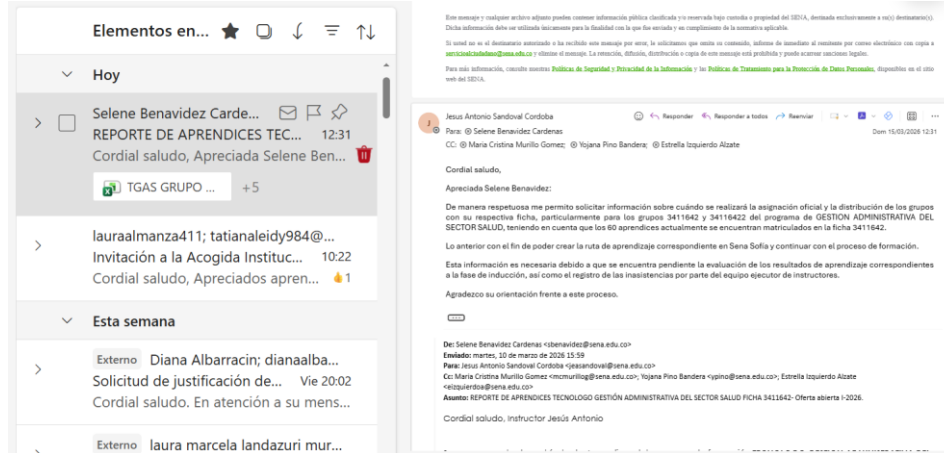 Elementos en...
Hoy
Selene Benavidez Carde...
REPORTE DE APRENDICES TEC... 12:31
Cordial saludo, Apreciada Selene Ben...
TGAS GRUPO ... +5
lauraalmanza411; tatianaleidy984@...
Invitación a la Acogida Instituc... 10:22
Cordial saludo, Apreciados apren... 1
Esta semana
Externo Diana Albarracin; dianaalba...
Solicitud de justificación de... Vie 20:02
Cordial saludo. En atención a su mens...
Externo laura marcela landazuri mur...
Este mensaje y cualquier archivo adjunto pueden contener información pública clasificada y/o reservada bajo custodia o propiedad del SENA, destinada exclusivamente a su(s) destinatario(s).
Dicha información debe ser utilizada únicamente para la finalidad con la que fue enviada y en cumplimiento de la normativa aplicable.
Si usted no es el destinatario autorizado o ha recibido este mensaje por error, le solicitamos que omita su contenido, informe de inmediato al remitente por correo electrónico con copia a
servicioalciudadano@sena.edu.co y elimine el mensaje. La retención, difusión, distribución o copia de este mensaje está prohibida y puede acarrear sanciones legales.
Para más información, consulte nuestras Políticas de Seguridad y Privacidad de la Información y las Políticas de Tratamiento para la Protección de Datos Personales, disponibles en el sitio
web del SENA.
J
Jesus Antonio Sandoval Cordoba
Responder Responder a todos Reenviar
Para: Selene Benavidez Cardenas
Dom 15/03/2026 12:31
CC: Maria Cristina Murillo Gomez; Yojana Pino Bandera; Estrella Izquierdo Alzate
Cordial saludo,
Apreciada Selene Benavidez:
De manera respetuosa me permito solicitar información sobre cuándo se realizará la asignación oficial y la distribución de los grupos
con su respectiva ficha, particularmente para los grupos 3411642 y 34116422 del programa de GESTION ADMINISTRATIVA DEL
SECTOR SALUD, teniendo en cuenta que los 60 aprendices actualmente se encuentran matriculados en la ficha 3411642.
Lo anterior con el fin de poder crear la ruta de aprendizaje correspondiente en Sena Sofía y continuar con el proceso de formación.
Esta información es necesaria debido a que se encuentra pendiente la evaluación de los resultados de aprendizaje correspondientes
a la fase de inducción, así como el registro de las inasistencias por parte del equipo ejecutor de instructores.
Agradezco su orientación frente a este proceso.
De: Selene Benavidez Cardenas <sbenavidez@sena.edu.co>
Enviado: martes, 10 de marzo de 2026 15:59
Para: Jesus Antonio Sandoval Cordoba <jeasandoval@sena.edu.co>
Cc: Maria Cristina Murillo Gomez <mcmurillog@sena.edu.co>; Yojana Pino Bandera <ypino@sena.edu.co>; Estrella Izquierdo Alzate
<eizquierdoa@sena.edu.co>
Asunto: REPORTE DE APRENDICES TECNOLOGO GESTIÓN ADMINISTRATIVA DEL SECTOR SALUD FICHA 3411642- Oferta abierta I-2026.
Cordial saludo, Instructor Jesús Antonio